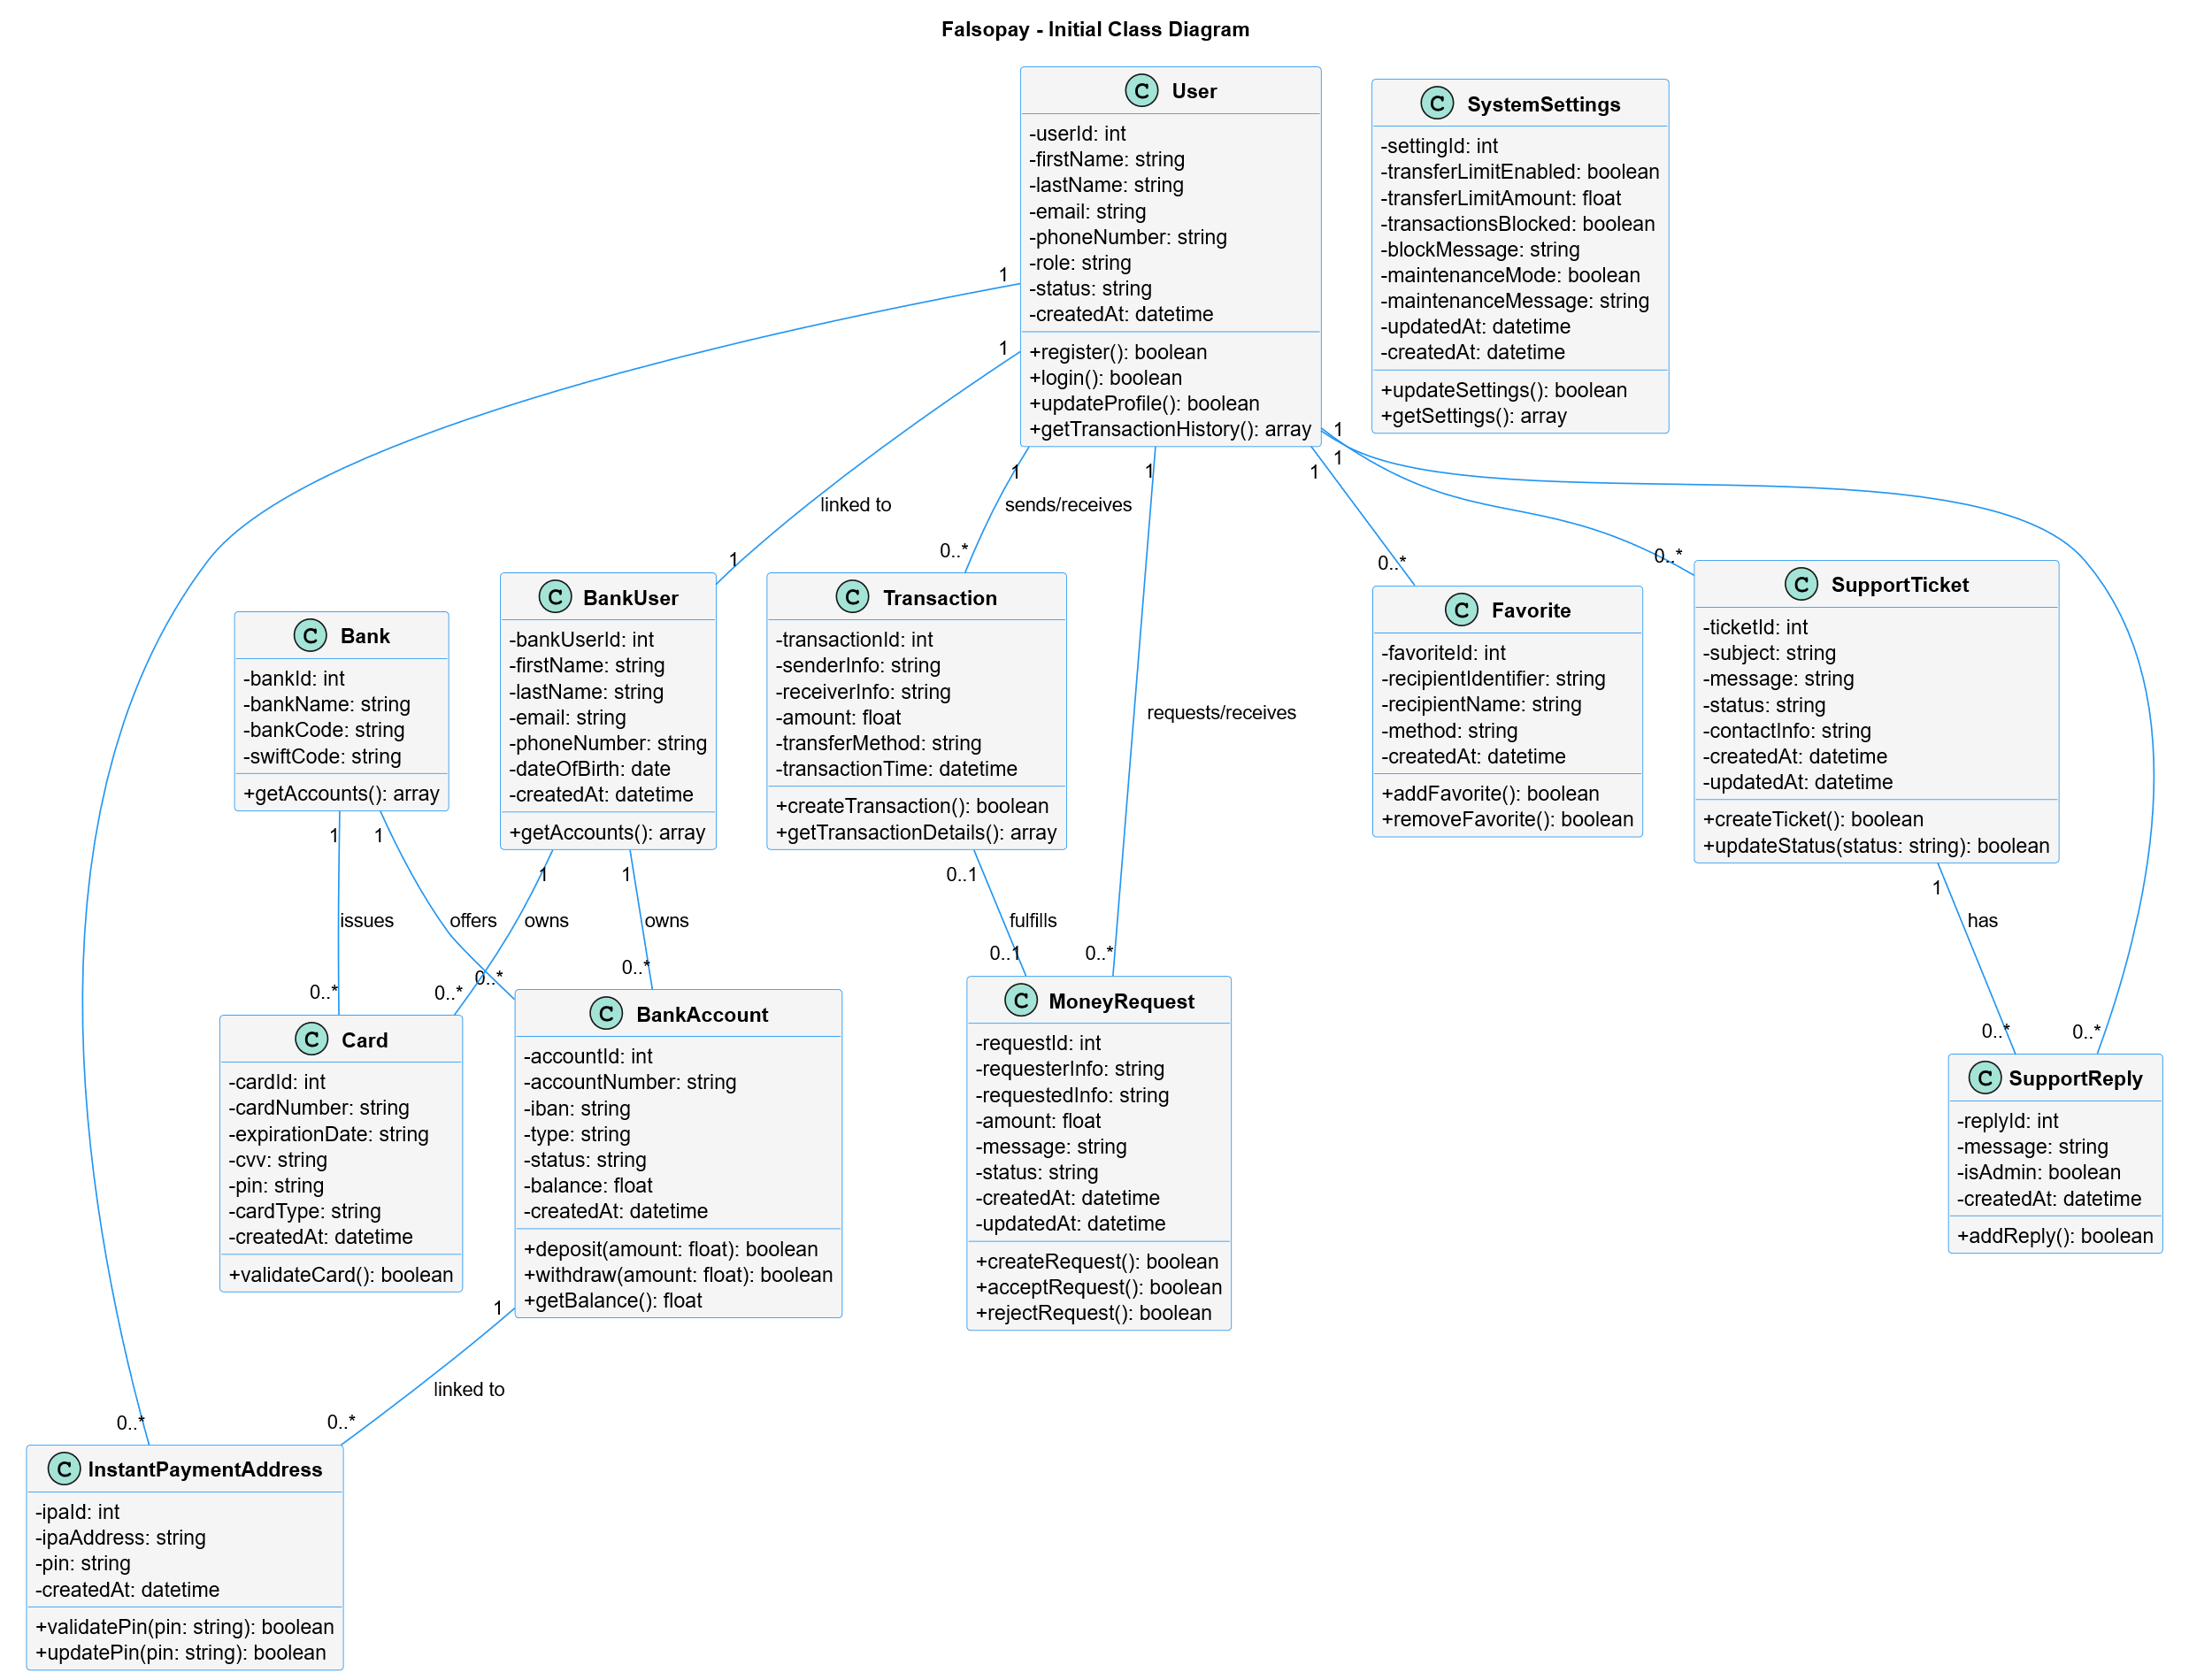 Falsopay - Initial Class Diagram
C User
-userId: int
-firstName: string
-lastName: string
-email: string
-phoneNumber: string
-role: string
-status: string
-createdAt: datetime
+register(): boolean
+login(): boolean
+updateProfile(): boolean
+getTransactionHistory(): array
C SystemSettings
-settingId: int
-transferLimitEnabled: boolean
-transferLimitAmount: float
-transactionsBlocked: boolean
-blockMessage: string
-maintenanceMode: boolean
-maintenanceMessage: string
-updatedAt: datetime
-createdAt: datetime
+updateSettings(): boolean
+getSettings(): array
1
1
1
1
1
1
1
linked to
sends/receives
requests/receives
1
0..*
0..*
0..*
C Bank
-bankId: int
-bankName: string
-bankCode: string
-swiftCode: string
+getAccounts(): array
C BankUser
-bankUserId: int
-firstName: string
-lastName: string
-email: string
-phoneNumber: string
-dateOfBirth: date
-createdAt: datetime
+getAccounts(): array
C Transaction
-transactionId: int
-senderInfo: string
-receiverInfo: string
-amount: float
-transferMethod: string
-transactionTime: datetime
+createTransaction(): boolean
+getTransactionDetails(): array
C Favorite
-favoriteId: int
-recipientIdentifier: string
-recipientName: string
-method: string
-createdAt: datetime
+addFavorite(): boolean
+removeFavorite(): boolean
C SupportTicket
-ticketId: int
-subject: string
-message: string
-status: string
-contactInfo: string
-createdAt: datetime
-updatedAt: datetime
+createTicket(): boolean
+updateStatus(status: string): boolean
1
1
1
1
0..1
1
issues
offers
owns
owns
fulfills
has
0..*
0..*
0..*
0..*
0..1
0..*
0..*
0..*
C Card
-cardId: int
-cardNumber: string
-expirationDate: string
-cvv: string
-pin: string
-cardType: string
-createdAt: datetime
+validateCard(): boolean
C BankAccount
-accountId: int
-accountNumber: string
-iban: string
-type: string
-status: string
-balance: float
-createdAt: datetime
+deposit(amount: float): boolean
+withdraw(amount: float): boolean
+getBalance(): float
C MoneyRequest
-requestId: int
-requesterInfo: string
-requestedInfo: string
-amount: float
-message: string
-status: string
-createdAt: datetime
-updatedAt: datetime
+createRequest(): boolean
+acceptRequest(): boolean
+rejectRequest(): boolean
C SupportReply
-replyId: int
-message: string
-isAdmin: boolean
-createdAt: datetime
+addReply(): boolean
1
linked to
0..*
0..*
C InstantPaymentAddress
-ipaId: int
-ipaAddress: string
-pin: string
-createdAt: datetime
+validatePin(pin: string): boolean
+updatePin(pin: string): boolean